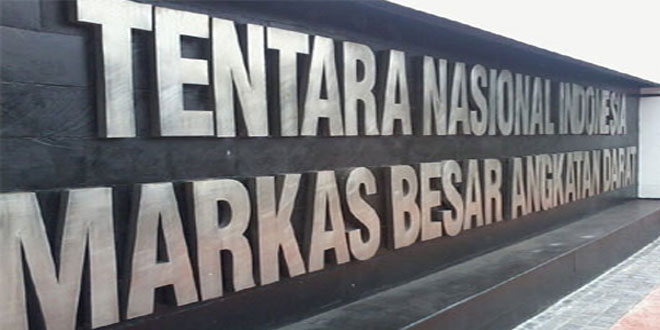 TENTARA NASIONAL INDONESIA
MARKAS BESAR ANGKATAN DARAT